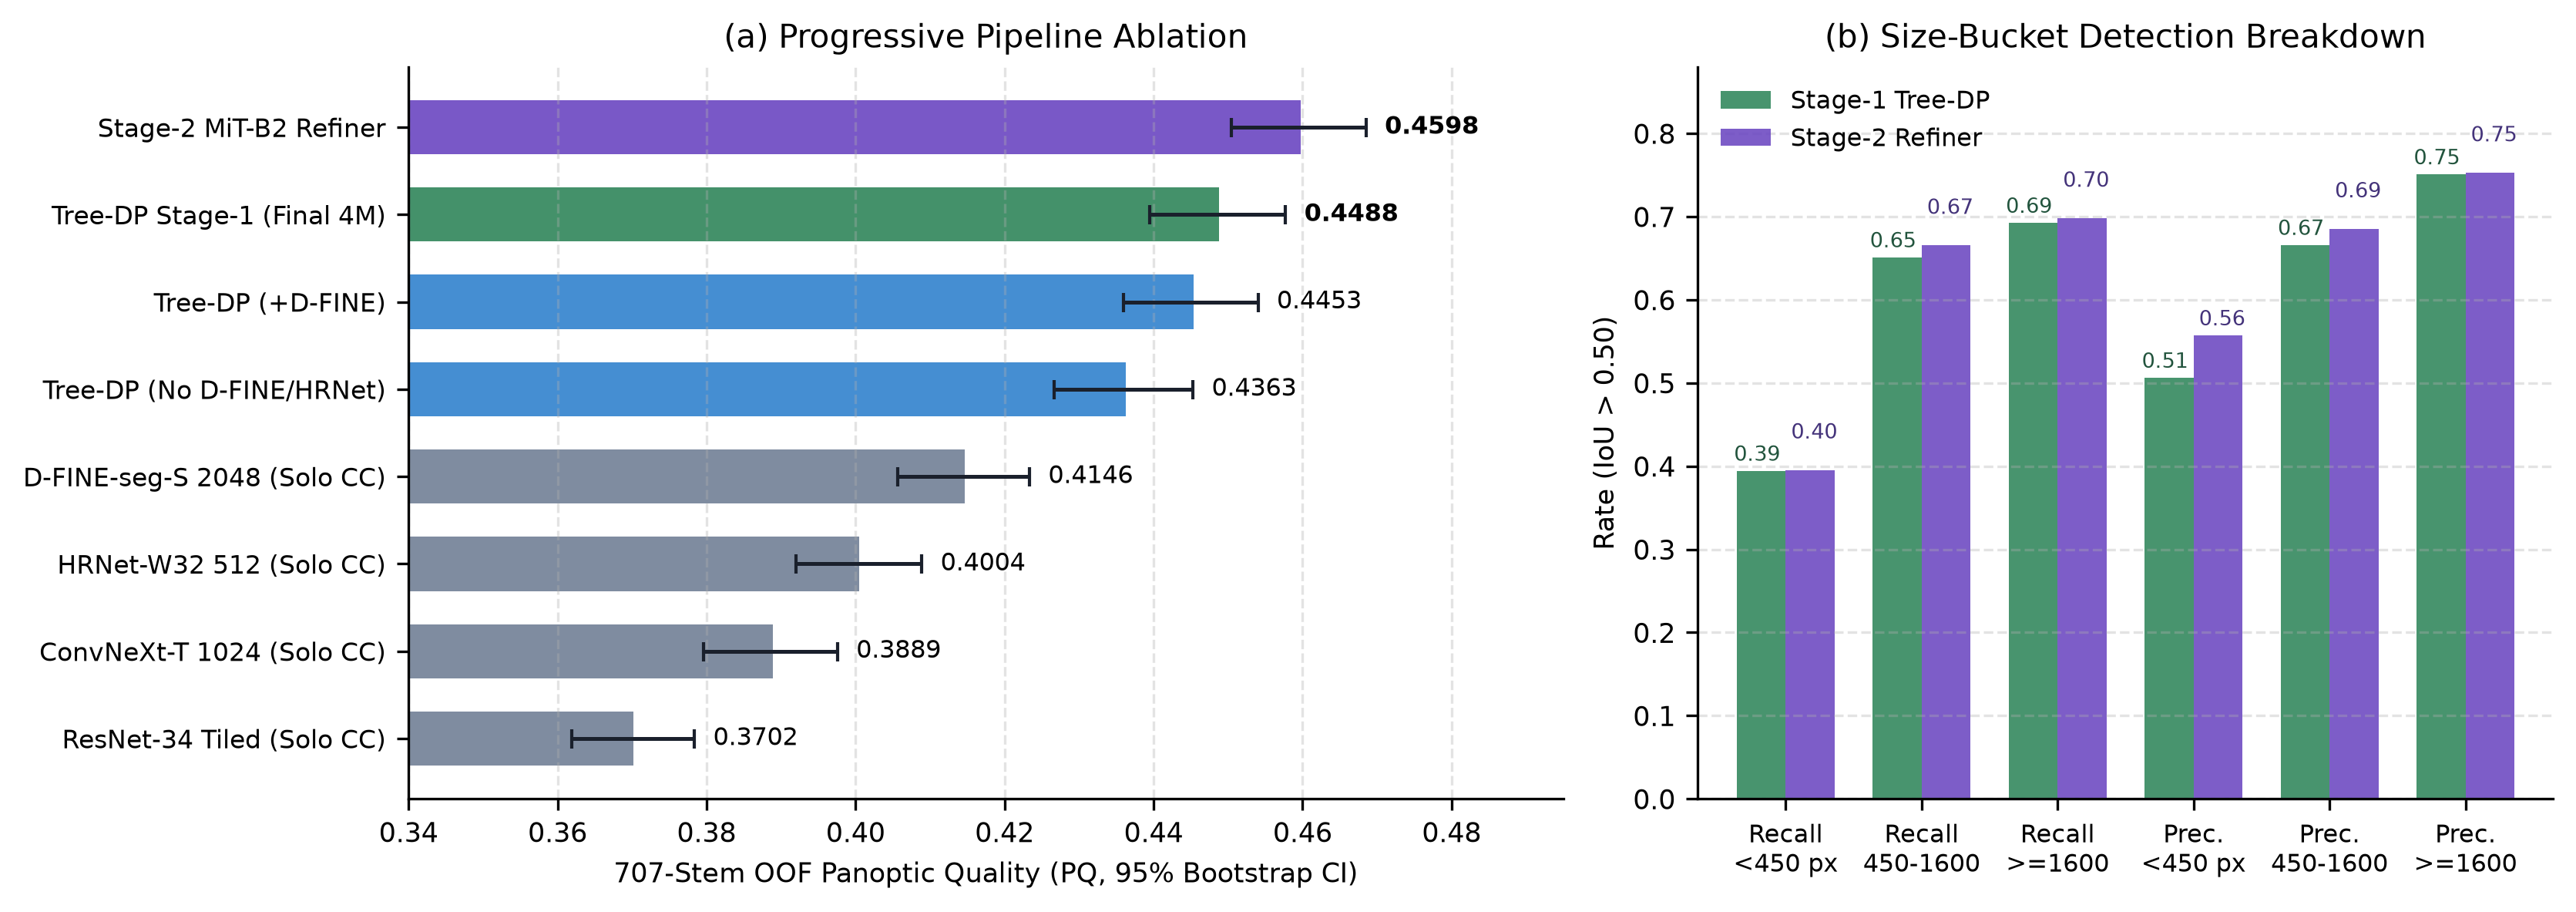 (a) Progressive Pipeline Ablation
Stage-2 MiT-B2 Refiner
0.4598
Tree-DP Stage-1 (Final 4M)
0.4488
Tree-DP (+D-FINE)
0.4453
Tree-DP (No D-FINE/HRNet)
0.4363
D-FINE-seg-S 2048 (Solo CC)
0.4146
HRNet-W32 512 (Solo CC)
0.4004
ConvNeXt-T 1024 (Solo CC)
0.3889
ResNet-34 Tiled (Solo CC)
0.3702
0.34 0.36 0.38 0.40 0.42 0.44 0.46 0.48
707-Stem OOF Panoptic Quality (PQ, 95% Bootstrap CI)
(b) Size-Bucket Detection Breakdown
Stage-1 Tree-DP
Stage-2 Refiner
Rate (IoU > 0.50)
0.8
0.7
0.6
0.5
0.4
0.3
0.2
0.1
0.0
0.39 0.40
0.65 0.67
0.69 0.70
0.51 0.56
0.67 0.69
0.75 0.75
Recall
<450 px
Recall
450-1600
Recall
>=1600
Prec.
<450 px
Prec.
450-1600
Prec.
>=1600